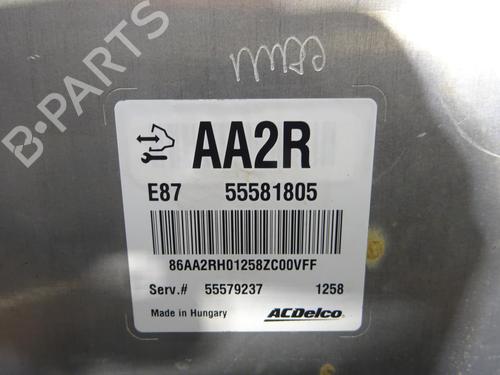 B-PARTS
AA2R
E87 55581805
86AA2RH01258ZC00VFF
Serv.# 55579237 1258
Made in Hungary ACDelco